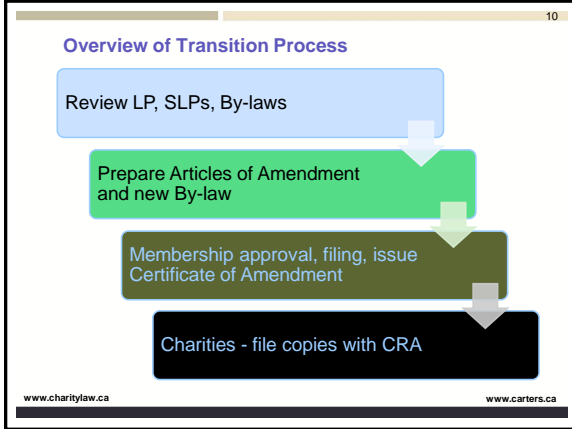 10
Overview of Transition Process
Review LP, SLPs, By-laws
Prepare Articles of Amendment
and new By-law
Membership approval, filing, issue
Certificate of Amendment
Charities - file copies with CRA
www.charitylaw.ca
www.carters.ca